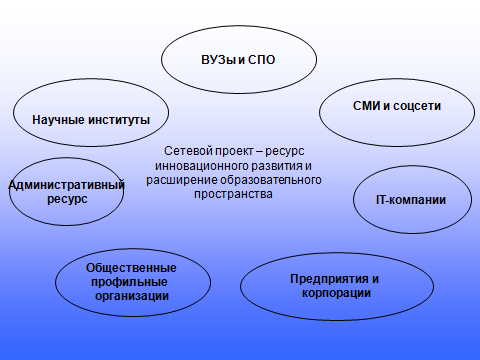 ВУЗы и СПО
Научные институты
СМИ и соцсети
Сетевой проект – ресурс
инновационного развития и
расширение образовательного
пространства
Административный
ресурс
IT-компании
Общественные
профильные
организации
Предприятия и
корпорации